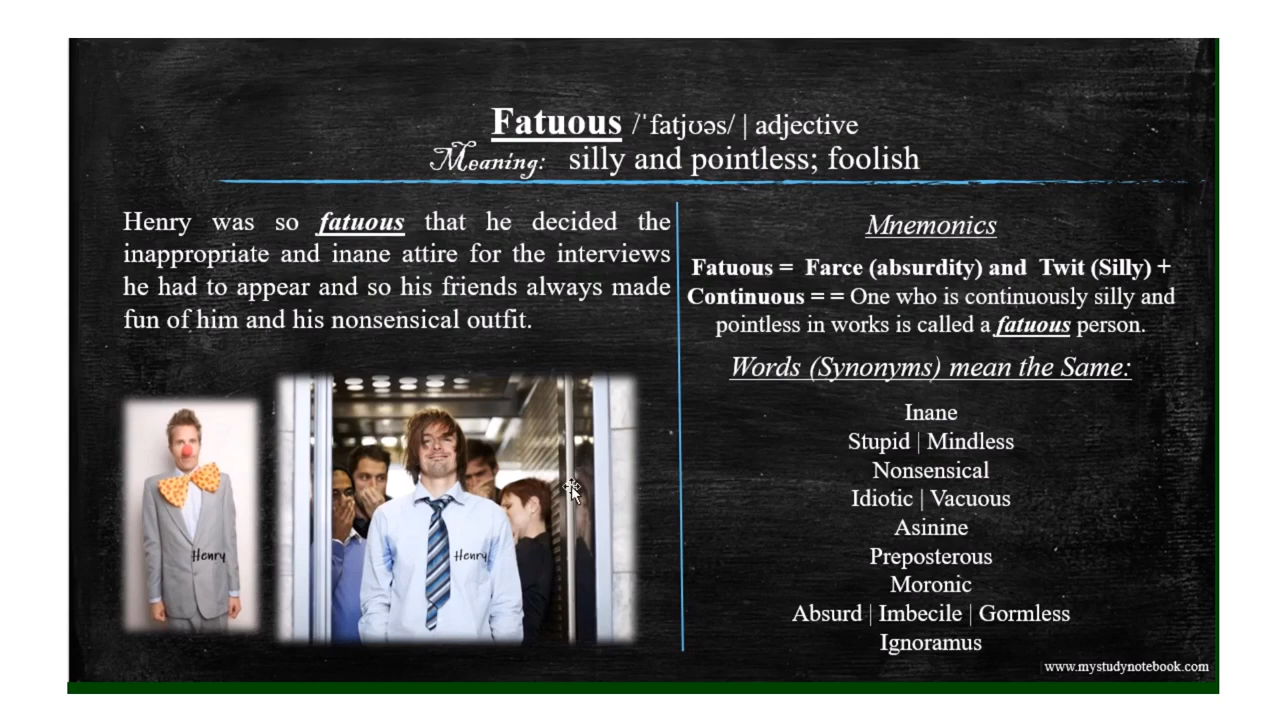 Fatuous /ˈfatjʊəs/ | adjective
Meaning: silly and pointless; foolish
Henry was so fatuous that he decided the
inappropriate and inane attire for the interviews
he had to appear and so his friends always made
fun of him and his nonsensical outfit.
Henry
Henry
Mnemonics
Fatuous = Farce (absurdity) and Twit (Silly) +
Continuous = = One who is continuously silly and
pointless in works is called a fatuous person.
Words (Synonyms) mean the Same:
Inane
Stupid | Mindless
Nonsensical
Idiotic | Vacuous
Asinine
Preposterous
Moronic
Absurd | Imbecile | Gormless
Ignoramus
www.mystudynotebook.com